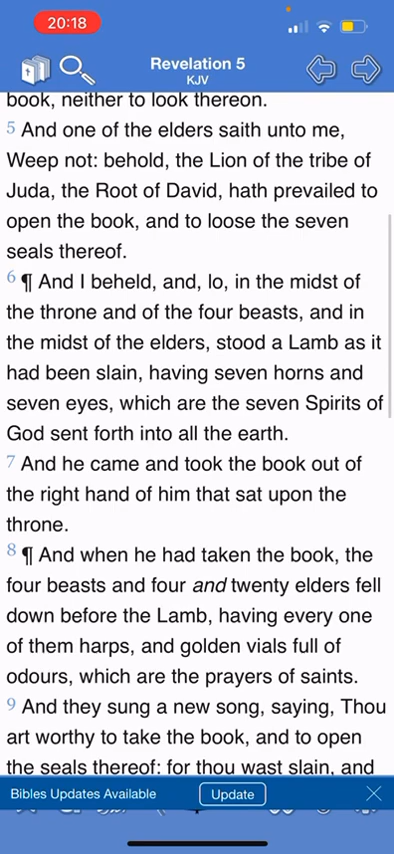 20:18
Revelation 5
KJV
book, neither to look thereon.
5 And one of the elders saith unto me,
Weep not: behold, the Lion of the tribe of
Juda, the Root of David, hath prevailed to
open the book, and to loose the seven
seals thereof.
6 ¶ And I beheld, and, lo, in the midst of
the throne and of the four beasts, and in
the midst of the elders, stood a Lamb as it
had been slain, having seven horns and
seven eyes, which are the seven Spirits of
God sent forth into all the earth.
7 And he came and took the book out of
the right hand of him that sat upon the
throne.
8 ¶ And when he had taken the book, the
four beasts and four and twenty elders fell
down before the Lamb, having every one
of them harps, and golden vials full of
odours, which are the prayers of saints.
9 And they sung a new song, saying, Thou
art worthy to take the book, and to open
the seals thereof: for thou wast slain, and
Bibles Updates Available
Update